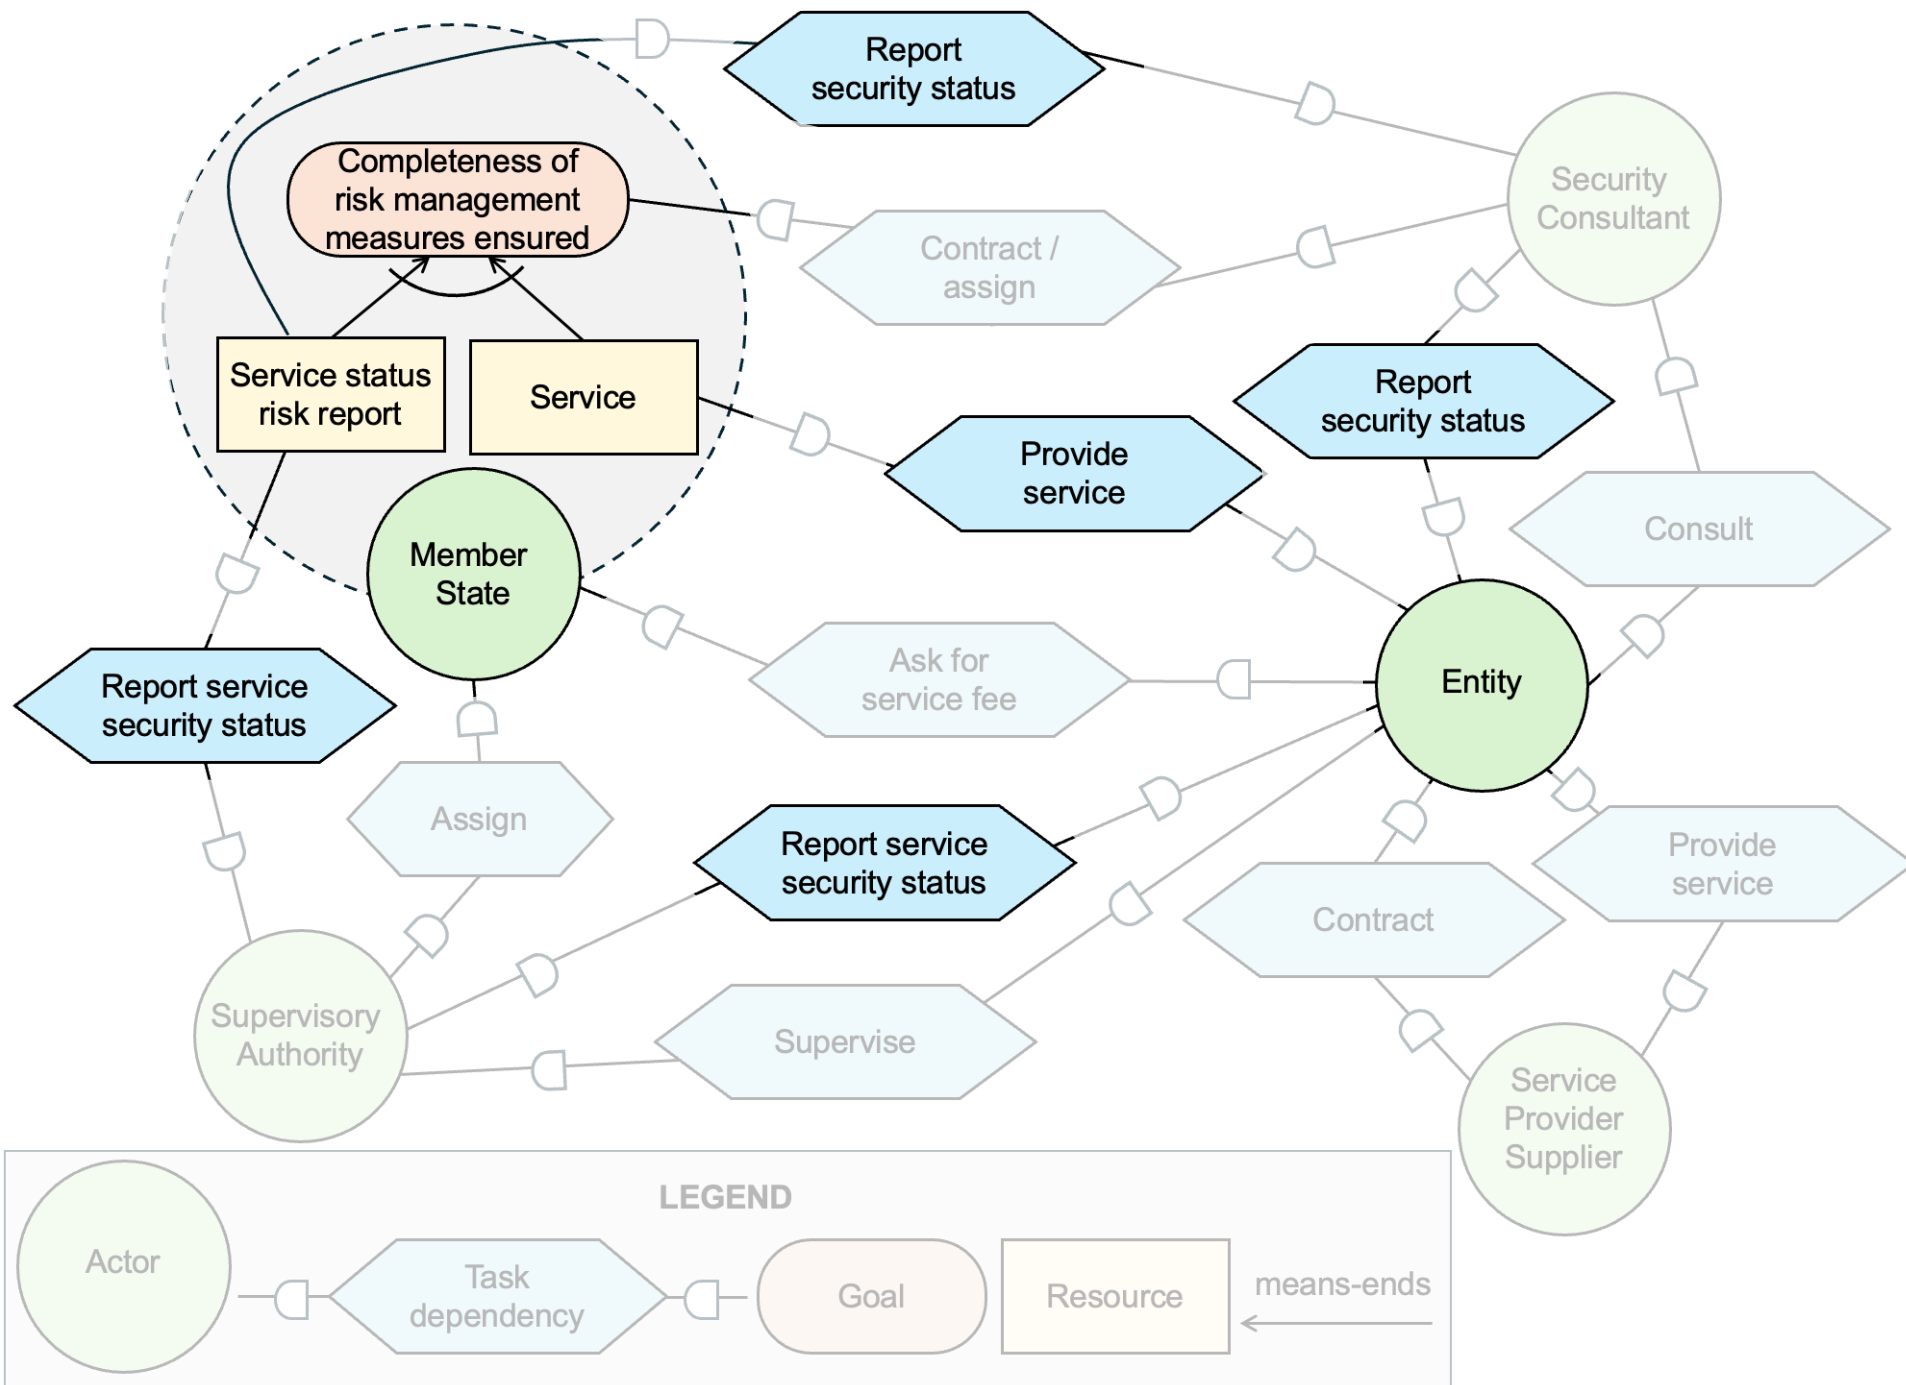 Report
security status
Completeness of
risk management
measures ensured
Security
Consultant
Contract /
assign
Service status
risk report
Service
Report
security status
Provide
service
Consult
Member
State
Ask for
service fee
Entity
Report service
security status
Assign
Report service
security status
Provide
service
Contract
Supervisory
Authority
Supervise
Service
Provider
Supplier
LEGEND
Actor
Task
dependency
Goal
Resource
means-ends